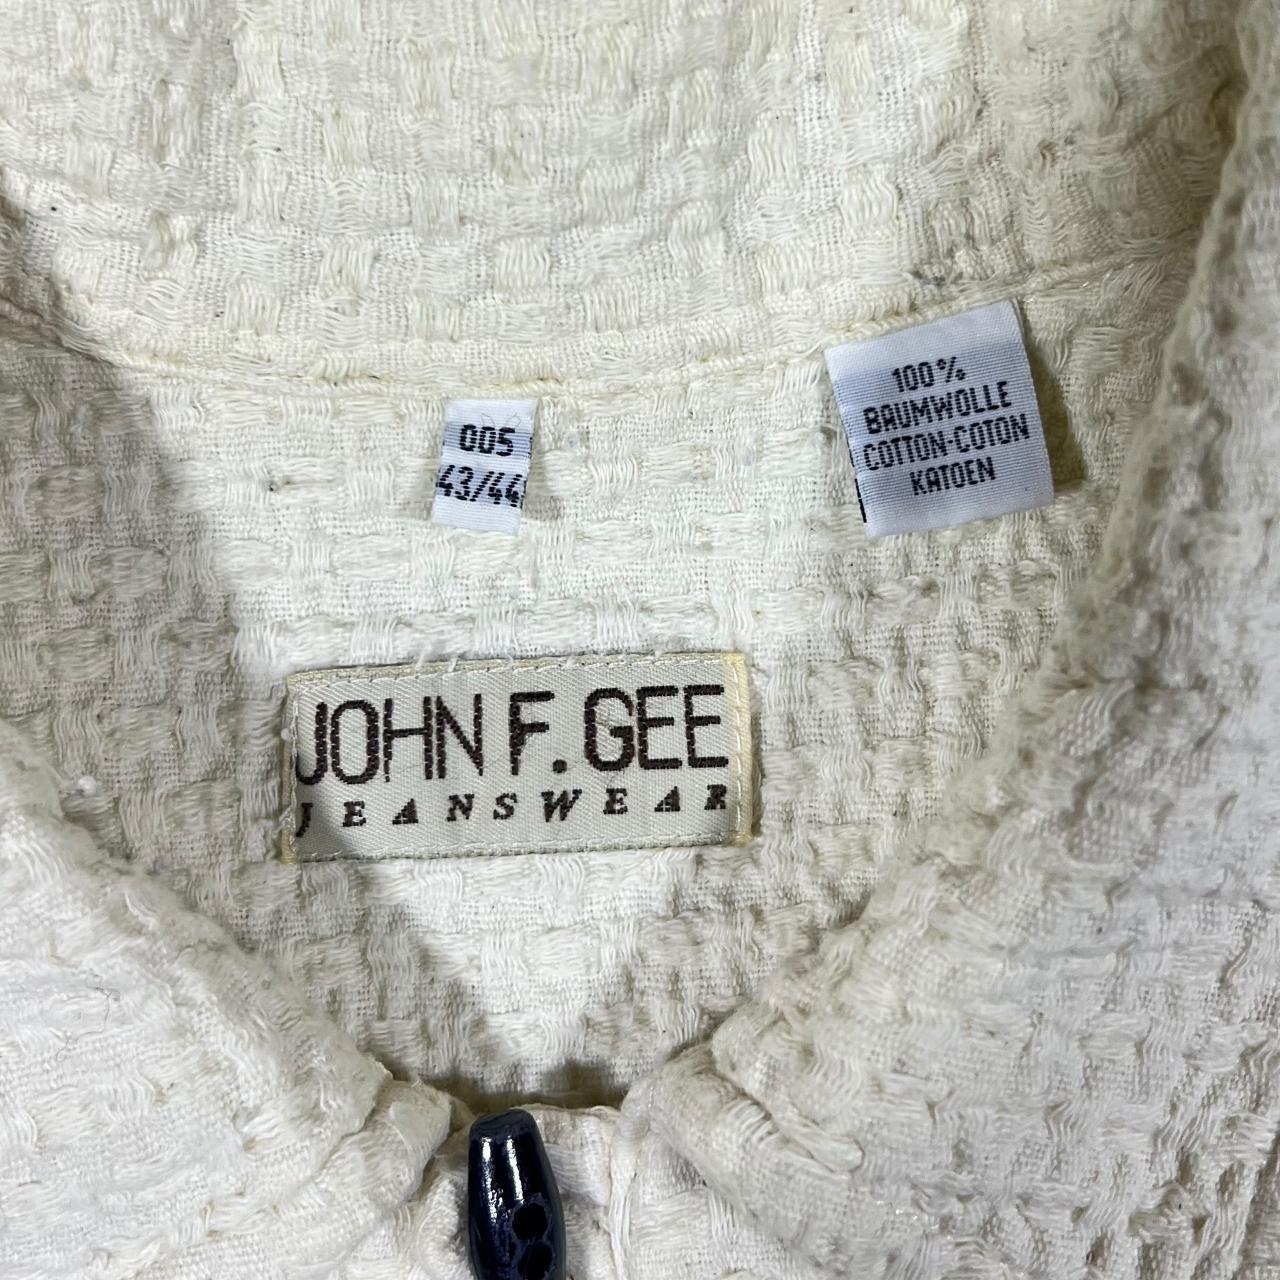 005
43/44
100%
BAUMWOLLE
COTTON-COTON
KATOEN
JOHN F. GEE
JEANSWEAR